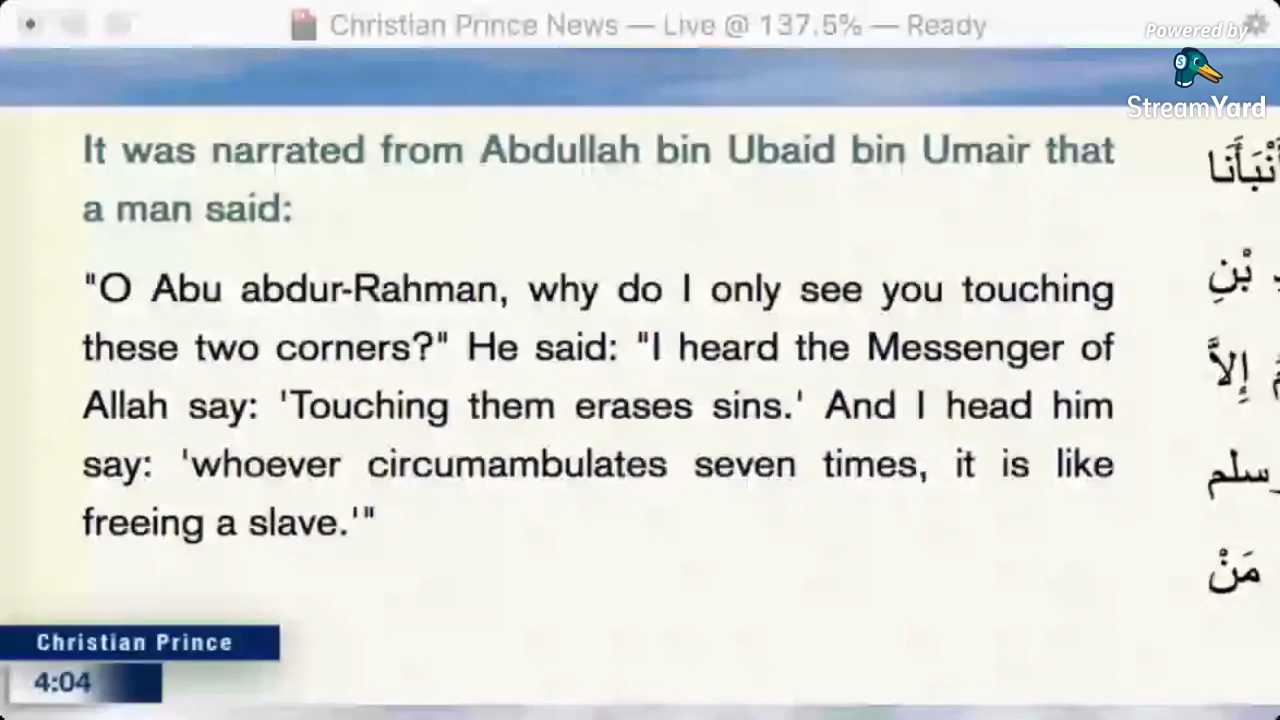 Christian Prince News — Live @ 137.5% — Ready
Powered by
StreamYard
It was narrated from Abdullah bin Ubaid bin Umair that
a man said:
"O Abu abdur-Rahman, why do I only see you touching
these two corners?" He said: "I heard the Messenger of
Allah say: 'Touching them erases sins.' And I head him
say: 'whoever circumambulates seven times, it is like
freeing a slave.'"
أَنْبَأَنَا
بْنِ
إِلاَّ
وسلم
مَنْ
Christian Prince
4:04